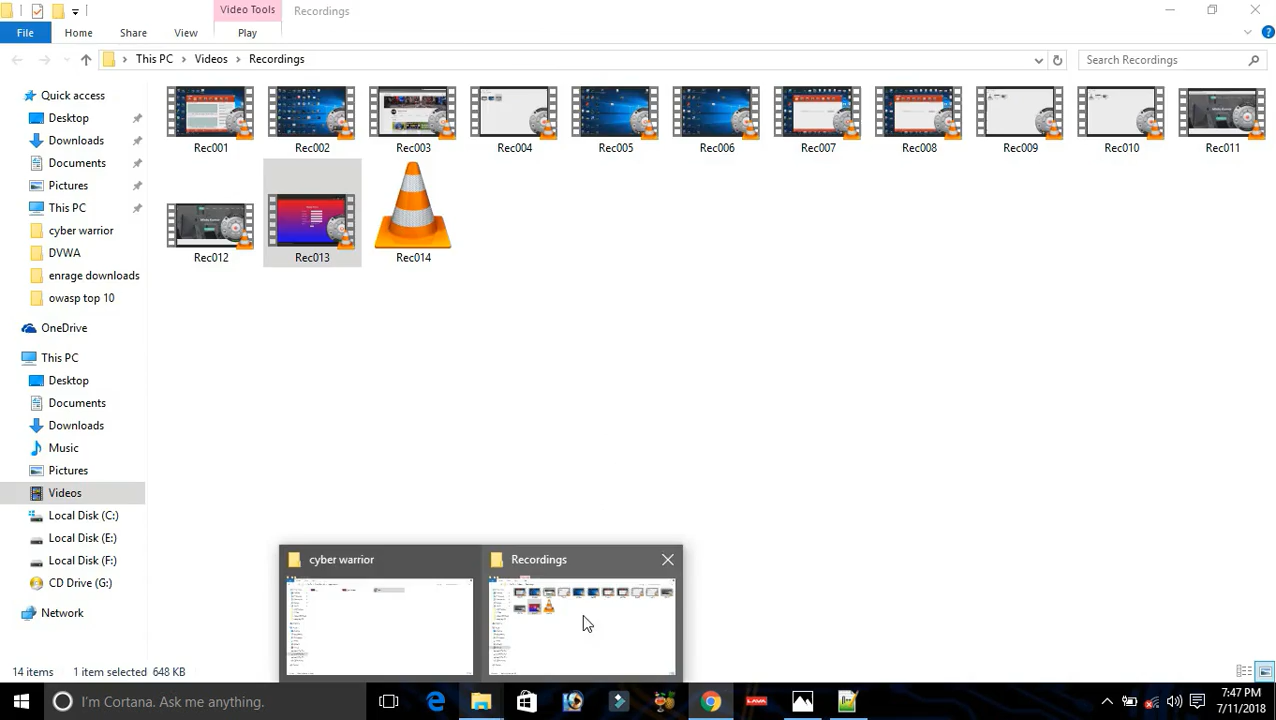 Video Tools Recordings
File Home Share View Play
This PC Videos Recordings Search Recordings
Quick access
Desktop
Downloads
Documents
Pictures
This PC
cyber warrior
DVWA
enrage downloads
owasp top 10
OneDrive
This PC
Desktop
Documents
Downloads
Music
Pictures
Videos
Local Disk (C:)
Local Disk (E:)
Local Disk (F:)
CD Drive (G:)
Network
Rec001 Rec002 Rec003 Rec004 Rec005 Rec006 Rec007 Rec008 Rec009 Rec010 Rec011
Rec012 Rec013 Rec014
cyber warrior Recordings
14 item selected 648 KB
I'm Cortana. Ask me anything. LAVA 7:47 PM
7/11/2018